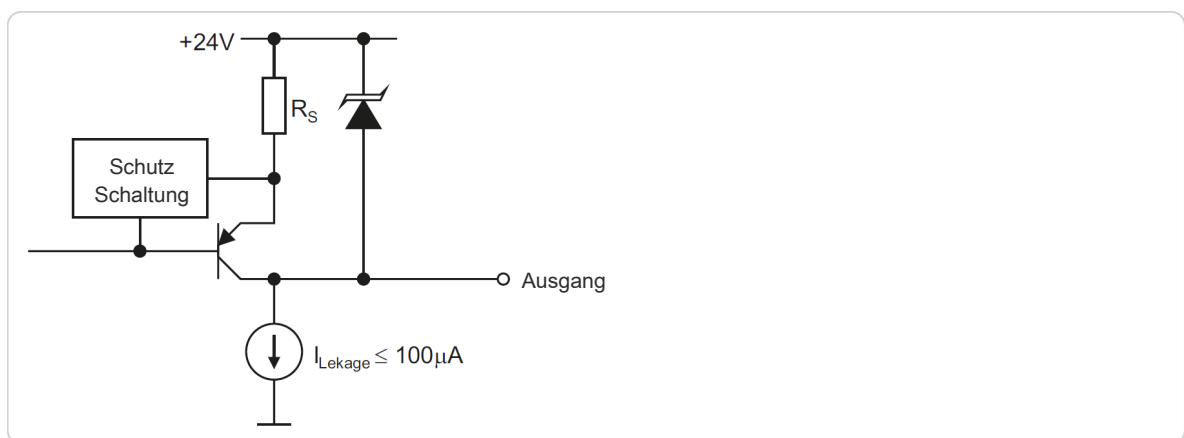 +24V
R_S
Schutz
Schaltung
Ausgang
I_Lekage ≤ 100µA